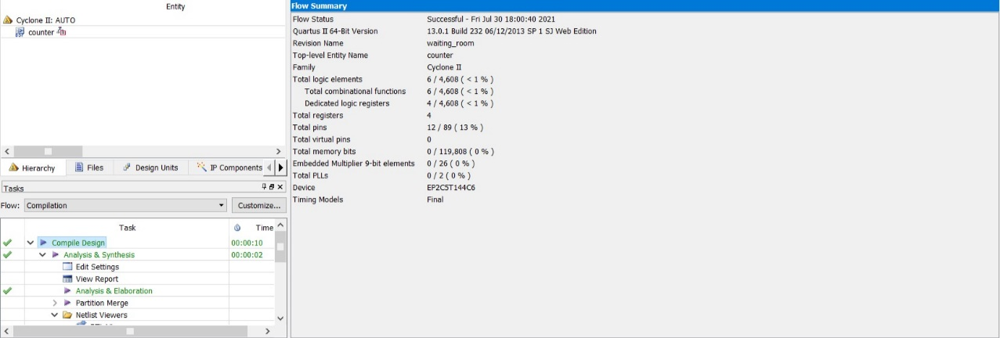 Entity
Cyclone II: AUTO
counter
Hierarchy Files Design Units IP Components
Tasks
Flow: Compilation Customize...
Task Time
Compile Design 00:00:10
Analysis & Synthesis 00:00:02
Edit Settings
View Report
Analysis & Elaboration
Partition Merge
Netlist Viewers
Flow Summary
Flow Status Successful - Fri Jul 30 18:00:40 2021
Quartus II 64-Bit Version 13.0.1 Build 232 06/12/2013 SP 1 SJ Web Edition
Revision Name waiting_room
Top-level Entity Name counter
Family Cyclone II
Total logic elements 6 / 4,608 ( < 1 % )
Total combinational functions 6 / 4,608 ( < 1 % )
Dedicated logic registers 4 / 4,608 ( < 1 % )
Total registers 4
Total pins 12 / 89 ( 13 % )
Total virtual pins 0
Total memory bits 0 / 119,808 ( 0 % )
Embedded Multiplier 9-bit elements 0 / 26 ( 0 % )
Total PLLs 0 / 2 ( 0 % )
Device EP2C5T144C6
Timing Models Final